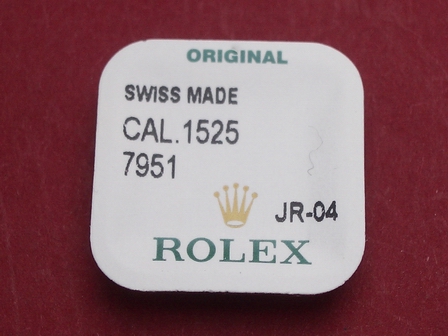 ORIGINAL
SWISS MADE
CAL.1525
7951
JR-04
ROLEX